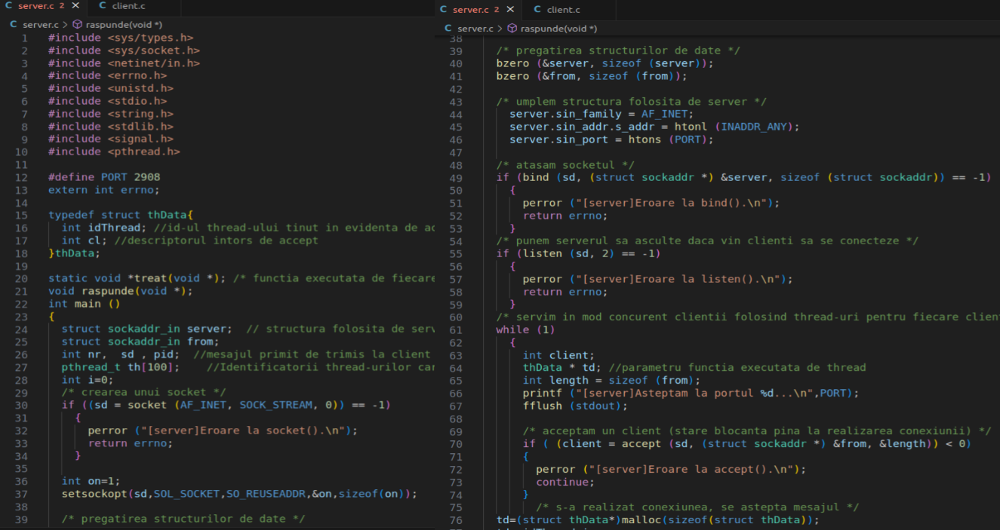 server.c 2 × client.c
server.c > raspunde(void *)
1 #include <sys/types.h>
2 #include <sys/socket.h>
3 #include <netinet/in.h>
4 #include <errno.h>
5 #include <unistd.h>
6 #include <stdio.h>
7 #include <string.h>
8 #include <stdlib.h>
9 #include <signal.h>
10 #include <pthread.h>
11
12 #define PORT 2908
13 extern int errno;
14
15 typedef struct thData{
16 int idThread; //id-ul thread-ului tinut in evidenta de
17 int cl; //descriptorul intors de accept
18 }thData;
19
20 static void *treat(void *); /* functia executata de fiecare
21 void raspunde(void *);
22 int main ()
23 {
24 struct sockaddr_in server; // structura folosita de
25 struct sockaddr_in from;
26 int nr, sd , pid; //mesajul primit de trimis la client
27 pthread_t th[100]; //Identificatorii thread-urilor
28 int i=0;
29 /* crearea unui socket */
30 if ((sd = socket (AF_INET, SOCK_STREAM, 0)) == -1)
31 {
32 perror ("[server]Eroare la socket().\n");
33 return errno;
34 }
35
36 int on=1;
37 setsockopt(sd,SOL_SOCKET,SO_REUSEADDR,&on,sizeof(on));
38
39 /* pregatirea structurilor de date */
server.c 2 × client.c
server.c > raspunde(void *)
38
39 /* pregatirea structurilor de date */
40 bzero (&server, sizeof (server));
41 bzero (&from, sizeof (from));
42
43 /* umplem structura folosita de server */
44 server.sin_family = AF_INET;
45 server.sin_addr.s_addr = htonl (INADDR_ANY);
46 server.sin_port = htons (PORT);
47
48 /* atasam socketul */
49 if (bind (sd, (struct sockaddr *) &server, sizeof (struct sockaddr)) == -1)
50 {
51 perror ("[server]Eroare la bind().\n");
52 return errno;
53 }
54 /* punem serverul sa asculte daca vin clienti sa se conecteze */
55 if (listen (sd, 2) == -1)
56 {
57 perror ("[server]Eroare la listen().\n");
58 return errno;
59 }
60 /* servim in mod concurent clientii folosind thread-uri pentru fiecare
61 while (1)
62 {
63 int client;
64 thData * td; //parametru functia executata de thread
65 int length = sizeof (from);
66 printf ("[server]Asteptam la portul %d...\n",PORT);
67 fflush (stdout);
68
69 /* acceptam un client (stare blocanta pina la realizarea conexiunii) */
70 if ( (client = accept (sd, (struct sockaddr *) &from, &length)) < 0)
71 {
72 perror ("[server]Eroare la accept().\n");
73 continue;
74 }
75 /* s-a realizat conexiunea, se astepta mesajul */
76 td=(struct thData*)malloc(sizeof(struct thData));